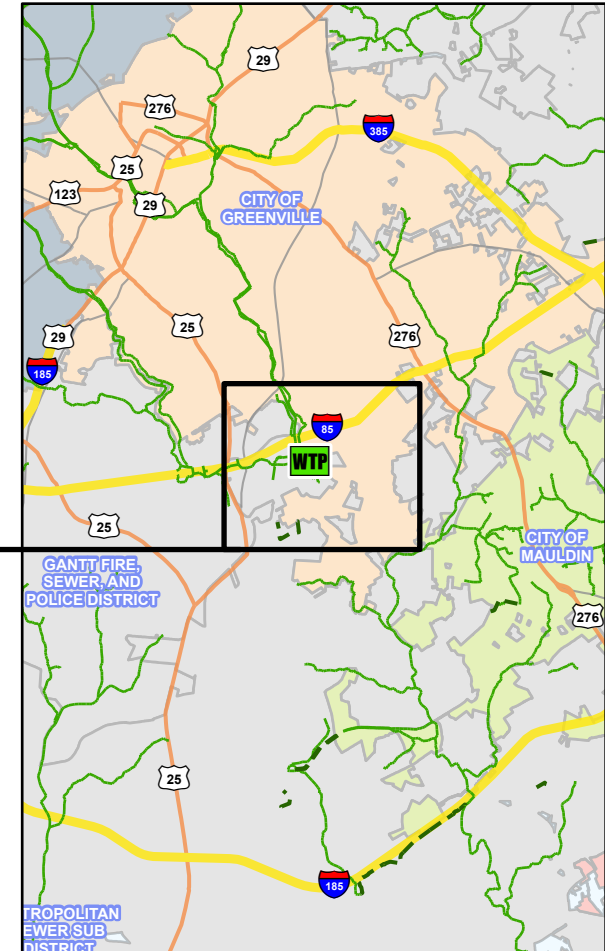 29
276
385
25
123
29
CITY OF
GREENVILLE
25
29
276
185
85
WTP
25
CITY OF
MAULDIN
GANTT FIRE,
SEWER, AND
POLICE DISTRICT
276
25
185
TROPOLITAN
EWER SUB
DISTRICT